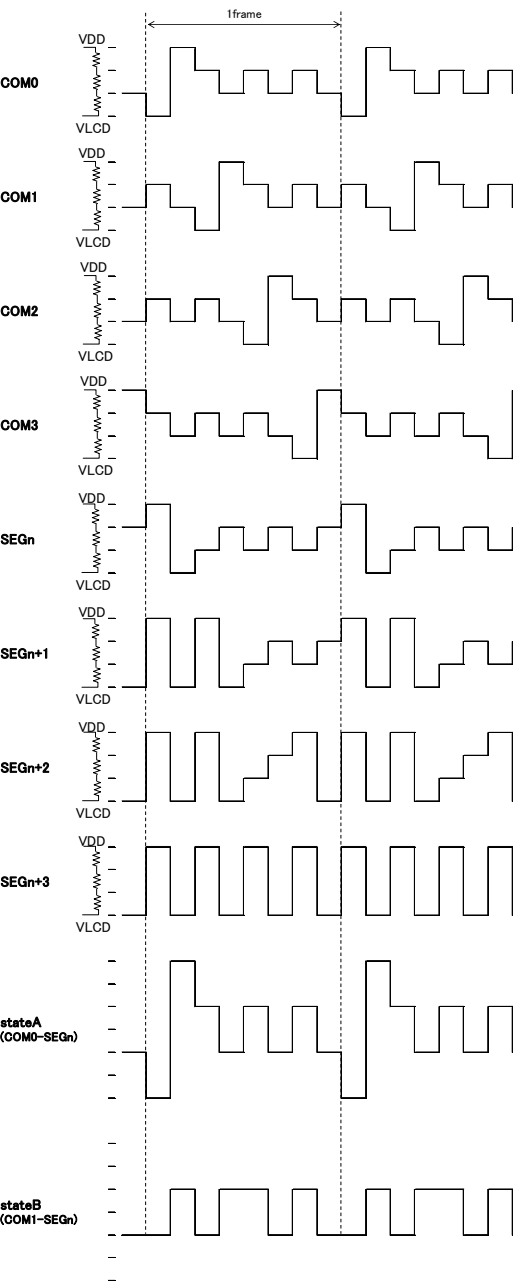 1frame
VDD
COM0
VLCD
VDD
COM1
VLCD
VDD
COM2
VLCD
VDD
COM3
VLCD
VDD
SEGn
VLCD
VDD
SEGn+1
VLCD
VDD
SEGn+2
VLCD
VDD
SEGn+3
VLCD
stateA
(COM0-SEGn)
stateB
(COM1-SEGn)